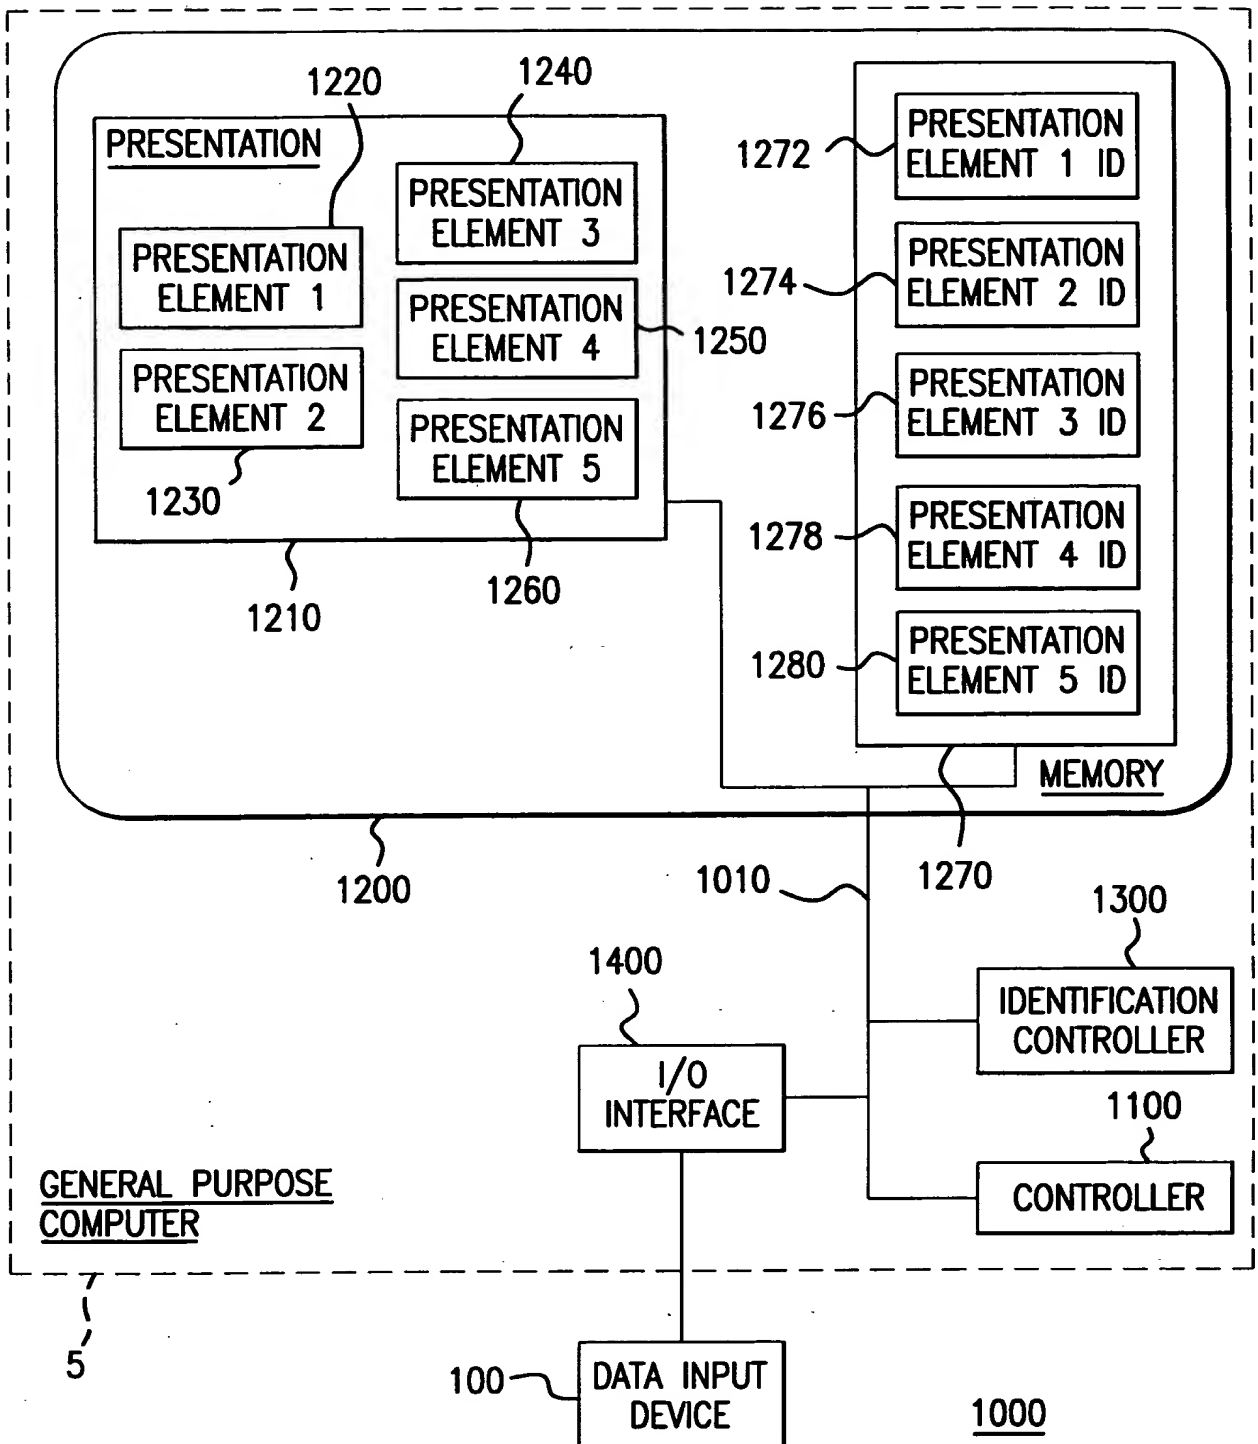 1220
1240
PRESENTATION
PRESENTATION
ELEMENT 3
PRESENTATION
ELEMENT 1
PRESENTATION
ELEMENT 4
1250
PRESENTATION
ELEMENT 2
PRESENTATION
ELEMENT 5
1230
1210
1260
1272
PRESENTATION
ELEMENT 1 ID
1274
PRESENTATION
ELEMENT 2 ID
1276
PRESENTATION
ELEMENT 3 ID
1278
PRESENTATION
ELEMENT 4 ID
1280
PRESENTATION
ELEMENT 5 ID
MEMORY
1200
1010
1270
1300
1400
IDENTIFICATION
CONTROLLER
I/O
INTERFACE
1100
CONTROLLER
GENERAL PURPOSE
COMPUTER
5
100
DATA INPUT
DEVICE
1000